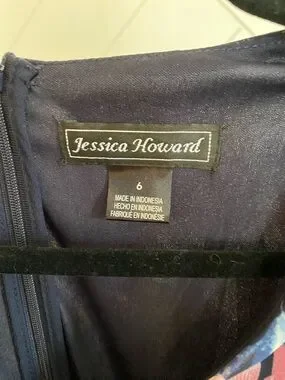 Jessica Howard
6
MADE IN INDONESIA
HECHO EN INDONESIA
FABRIQUÉ EN INDONÉSIE